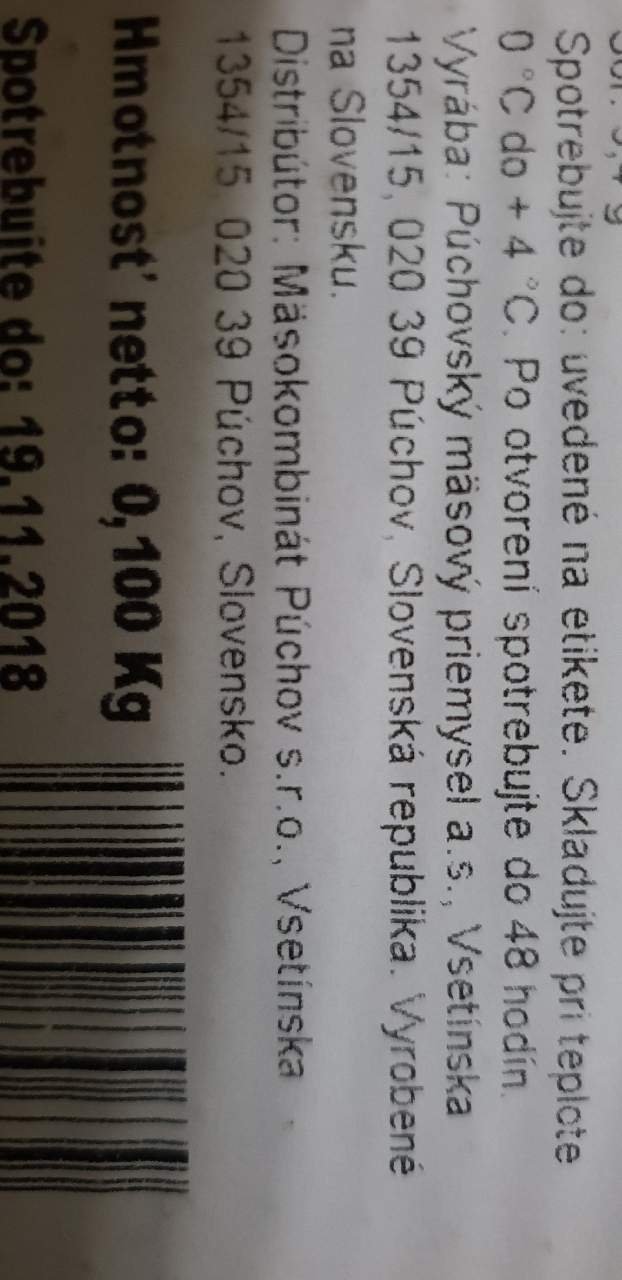 Spotrebujte do: uvedené na etikete. Skladujte pri teplote
0 °C do + 4 °C. Po otvorení spotrebujte do 48 hodín.
Vyrába: Púchovský mäsový priemysel a.s., Vsetínska
1354/15, 020 39 Púchov, Slovenská republika. Vyrobené
na Slovensku.
Distribútor: Mäsokombinát Púchov s.r.o., Vsetínska
1354/15, 020 39 Púchov, Slovensko.
Hmotnosť netto: 0,100 Kg
Spotrebujte do: 19.11.2018